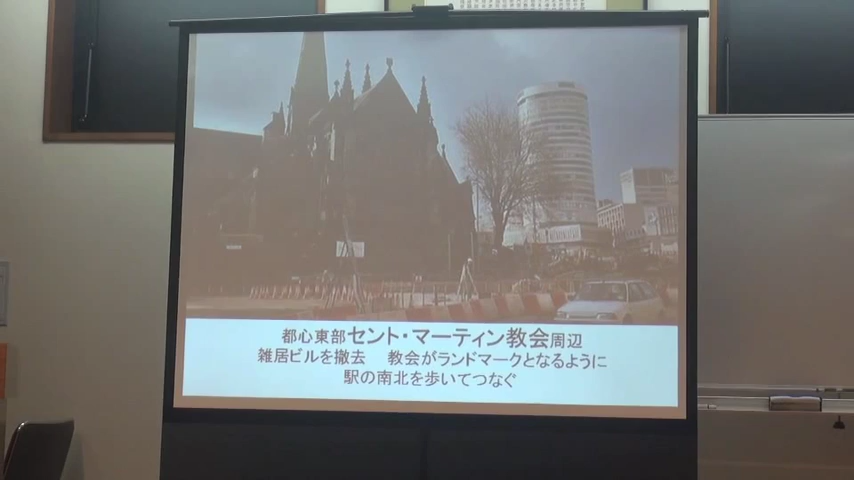 都心東部セント・マーティン教会周辺
雑居ビルを撤去　教会がランドマークとなるように
駅の南北を歩いてつなぐ